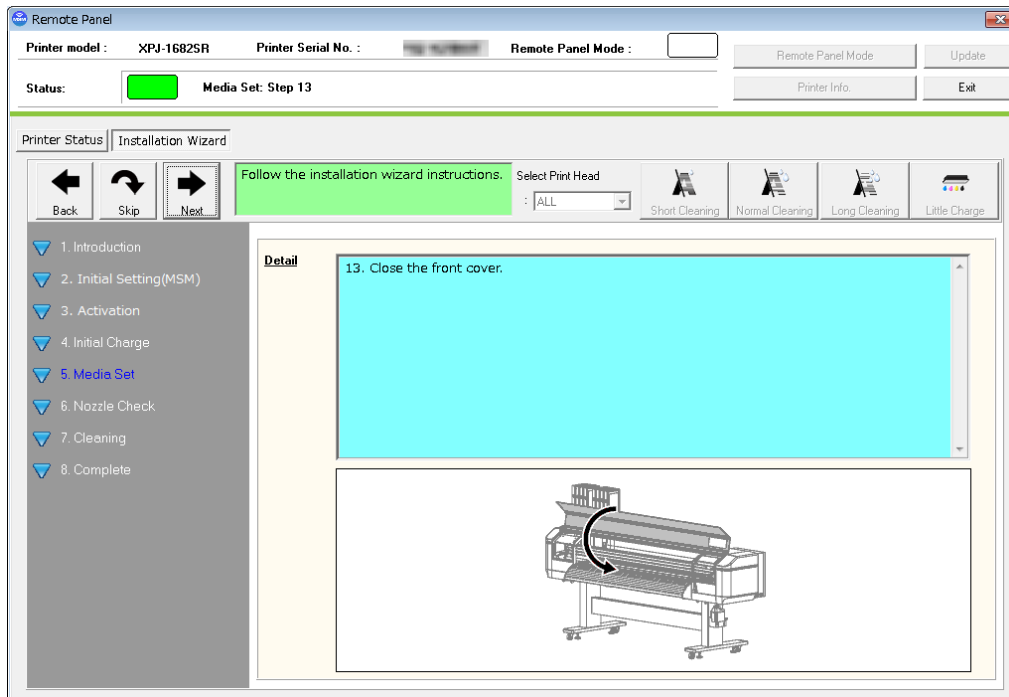 Remote Panel
Printer model : XPJ-1682SR Printer Serial No. : Remote Panel Mode :
Remote Panel Mode Update
Status: Media Set: Step 13
Printer Info. Exit
Printer Status Installation Wizard
Follow the installation wizard instructions. Select Print Head
: ALL
Back Skip Next Short Cleaning Normal Cleaning Long Cleaning Little Charge
1. Introduction
2. Initial Setting(MSM)
3. Activation
4. Initial Charge
5. Media Set
6. Nozzle Check
7. Cleaning
8. Complete
Detail
13. Close the front cover.